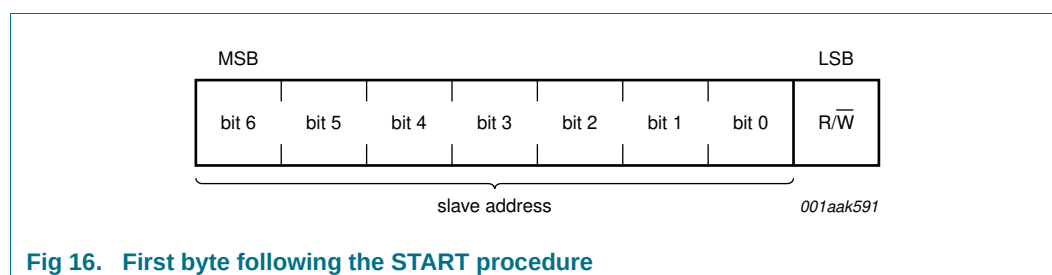 MSB LSB
bit 6 bit 5 bit 4 bit 3 bit 2 bit 1 bit 0 R/W̅
slave address 001aak591
Fig 16. First byte following the START procedure